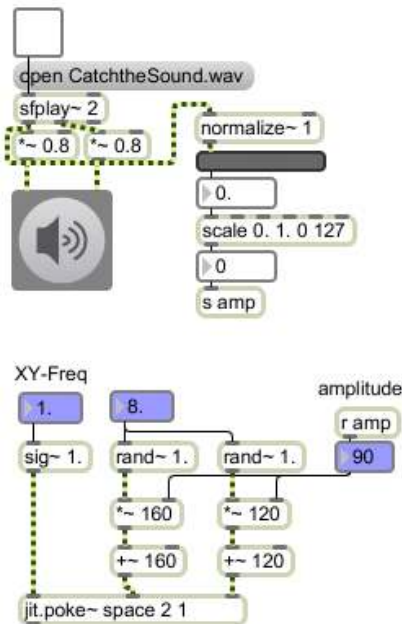 open CatchtheSound.wav
sfplay~ 2
*~ 0.8 *~ 0.8
normalize~ 1
0.
scale 0. 1. 0 127
0
s amp
XY-Freq
amplitude
1. 8.
r amp
sig~ 1. rand~ 1. rand~ 1. 90
*~ 160 *~ 120
+~ 160 +~ 120
jit.poke~ space 2 1